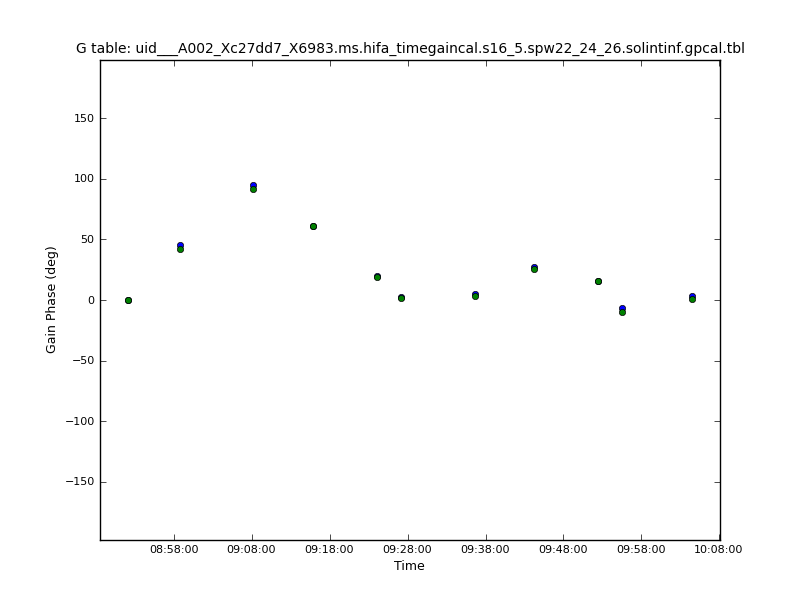 G table: uid___A002_Xc27dd7_X6983.ms.hifa_timegaincal.s16_5.spw22_24_26.solintinf.gpcal.tbl
150
100
50
0
−50
−100
−150
Gain Phase (deg)
08:58:00 09:08:00 09:18:00 09:28:00 09:38:00 09:48:00 09:58:00 10:08:00
Time